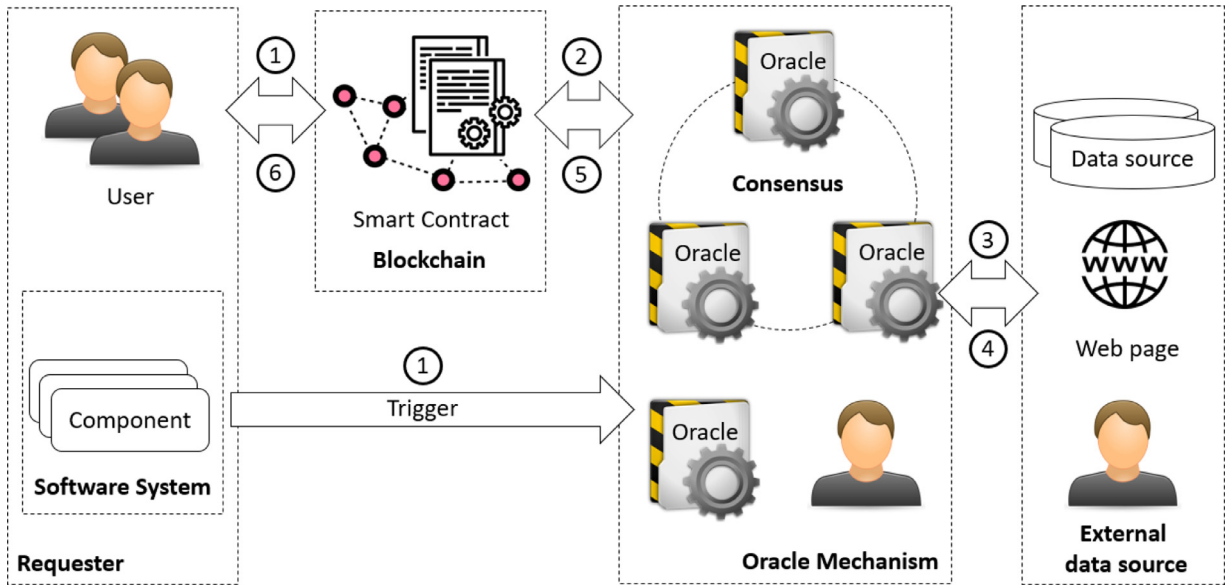 1
6
User
Smart Contract
Blockchain
2
5
Oracle
Consensus
Oracle
Oracle
3
4
Data source
WWW
Web page
Component
Software System
Requester
1
Trigger
Oracle
Oracle Mechanism
External
data source